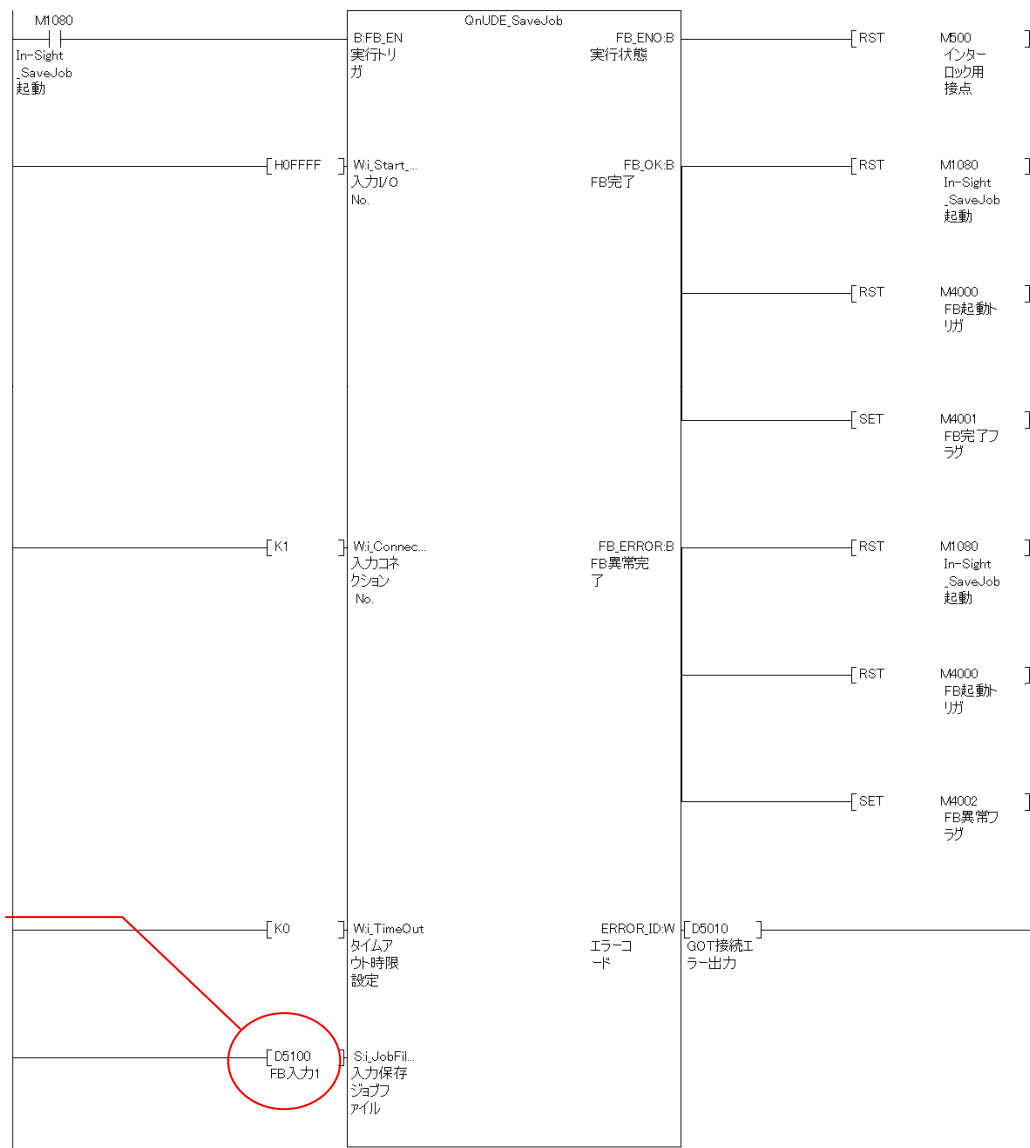 M1080
In-Sight
_SaveJob
起動
QnUDE_SaveJob
B:FB_EN
実行トリ
ガ
FB_ENO:B
実行状態
RST M500
インター
ロック用
接点
H0FFFF
W:i_Start_...
入力I/O
No.
FB_OK:B
FB完了
RST M1080
In-Sight
_SaveJob
起動
RST M4000
FB起動ト
リガ
SET M4001
FB完了フ
ラグ
K1
W:i_Connec...
入力コネ
クション
No.
FB_ERROR:B
FB異常完
了
RST M1080
In-Sight
_SaveJob
起動
RST M4000
FB起動ト
リガ
SET M4002
FB異常フ
ラグ
K0
W:i_TimeOut
タイムア
ウト時限
設定
ERROR_ID:W
エラーコ
ード
D5010
GOT接続エ
ラー出力
D5100
FB入力1
S:i_JobFil...
入力保存
ジョブフ
ァイル